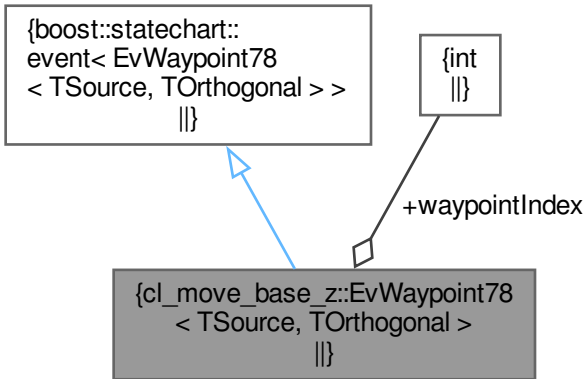 {boost::statechart::
event< EvWaypoint78
< TSource, TOrthogonal > >
||}
{int
||}
+waypointIndex
{cl_move_base_z::EvWaypoint78
< TSource, TOrthogonal >
||}